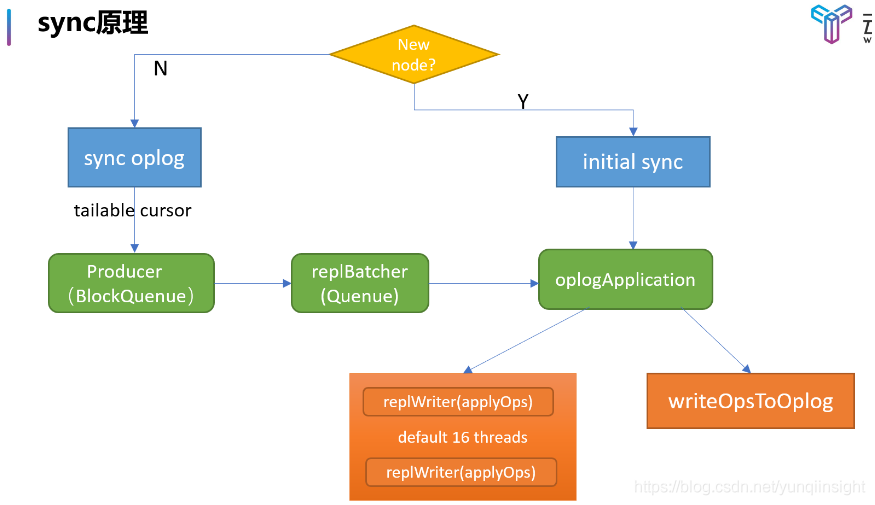 sync原理
New
node?
N
Y
sync oplog
initial sync
tailable cursor
Producer
（BlockQuenue）
replBatcher
(Quenue)
oplogApplication
replWriter(applyOps)
default 16 threads
replWriter(applyOps)
writeOpsToOplog
https://blog.csdn.net/yunqiinsight